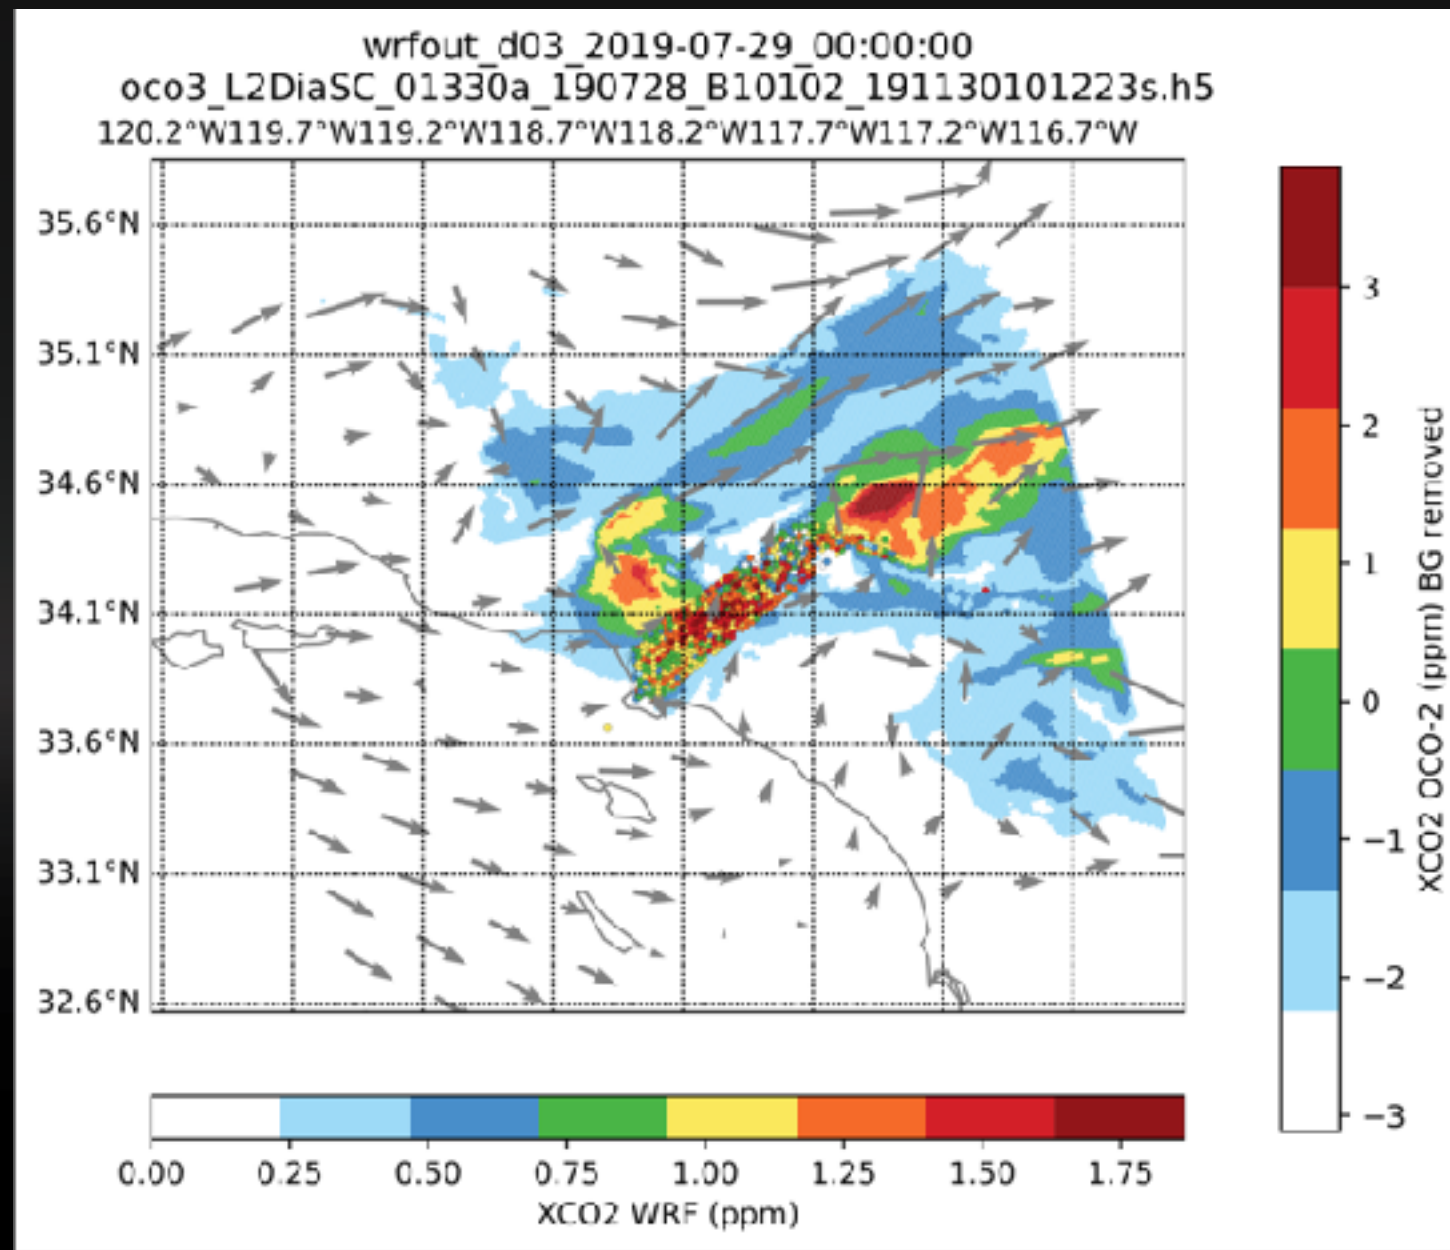 wrfout_d03_2019-07-29_00:00:00
oco3_L2DiaSC_01330a_190728_B10102_191130101223s.h5
120.2°W119.7°W119.2°W118.7°W118.2°W117.7°W117.2°W116.7°W
35.6°N
35.1°N
34.6°N
34.1°N
33.6°N
33.1°N
32.6°N
3
2
1
0
−1
−2
−3
XCO2 OCO-2 (ppm) BG removed
0.00 0.25 0.50 0.75 1.00 1.25 1.50 1.75
XCO2 WRF (ppm)